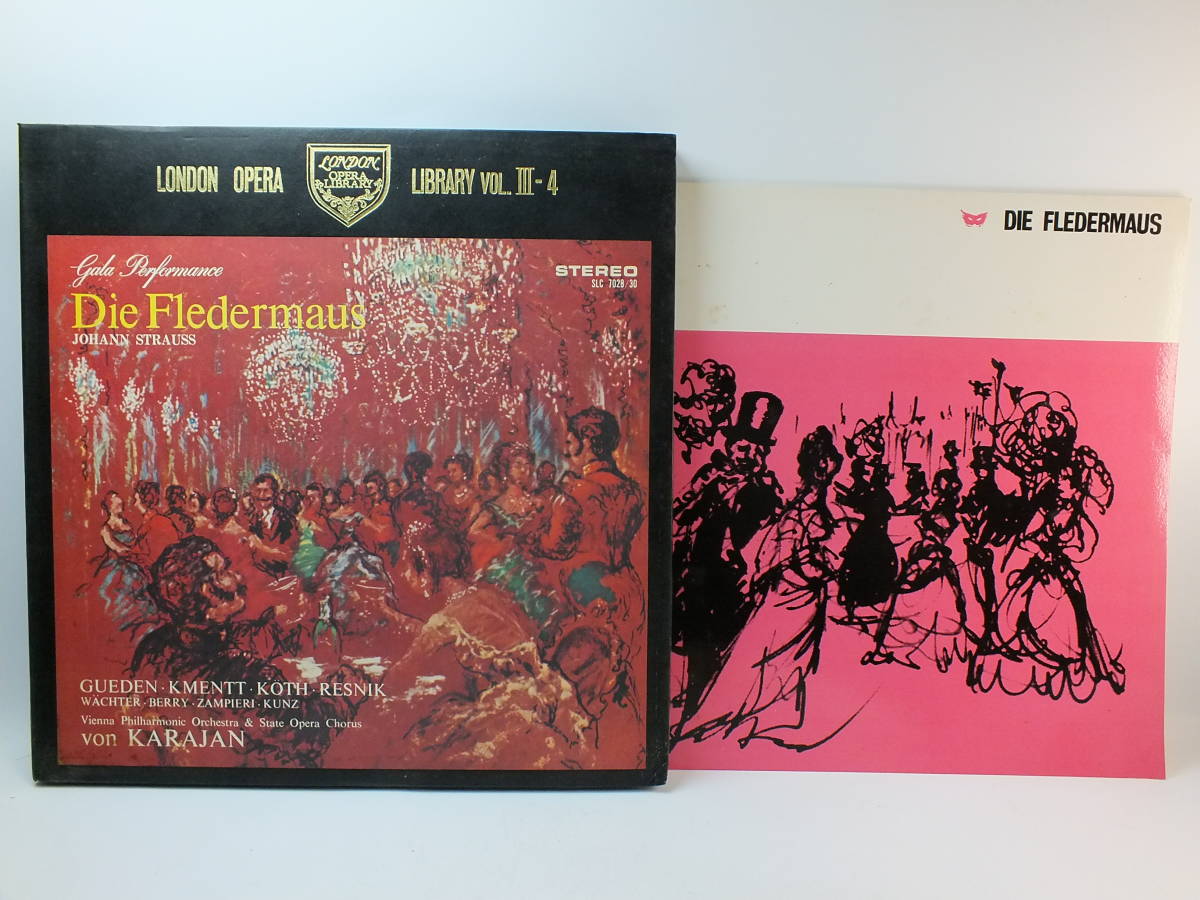 LONDON OPERA
LONDON
OPERA
LIBRARY
LIBRARY VOL. III-4
Gala Performance
STEREO
SLC 7028/30
Die Fledermaus
JOHANN STRAUSS
GUEDEN · KMENTT · KÖTH · RESNIK
WÄCHTER · BERRY · ZAMPIERI · KUNZ
Vienna Philharmonic Orchestra & State Opera Chorus
von KARAJAN
DIE FLEDERMAUS